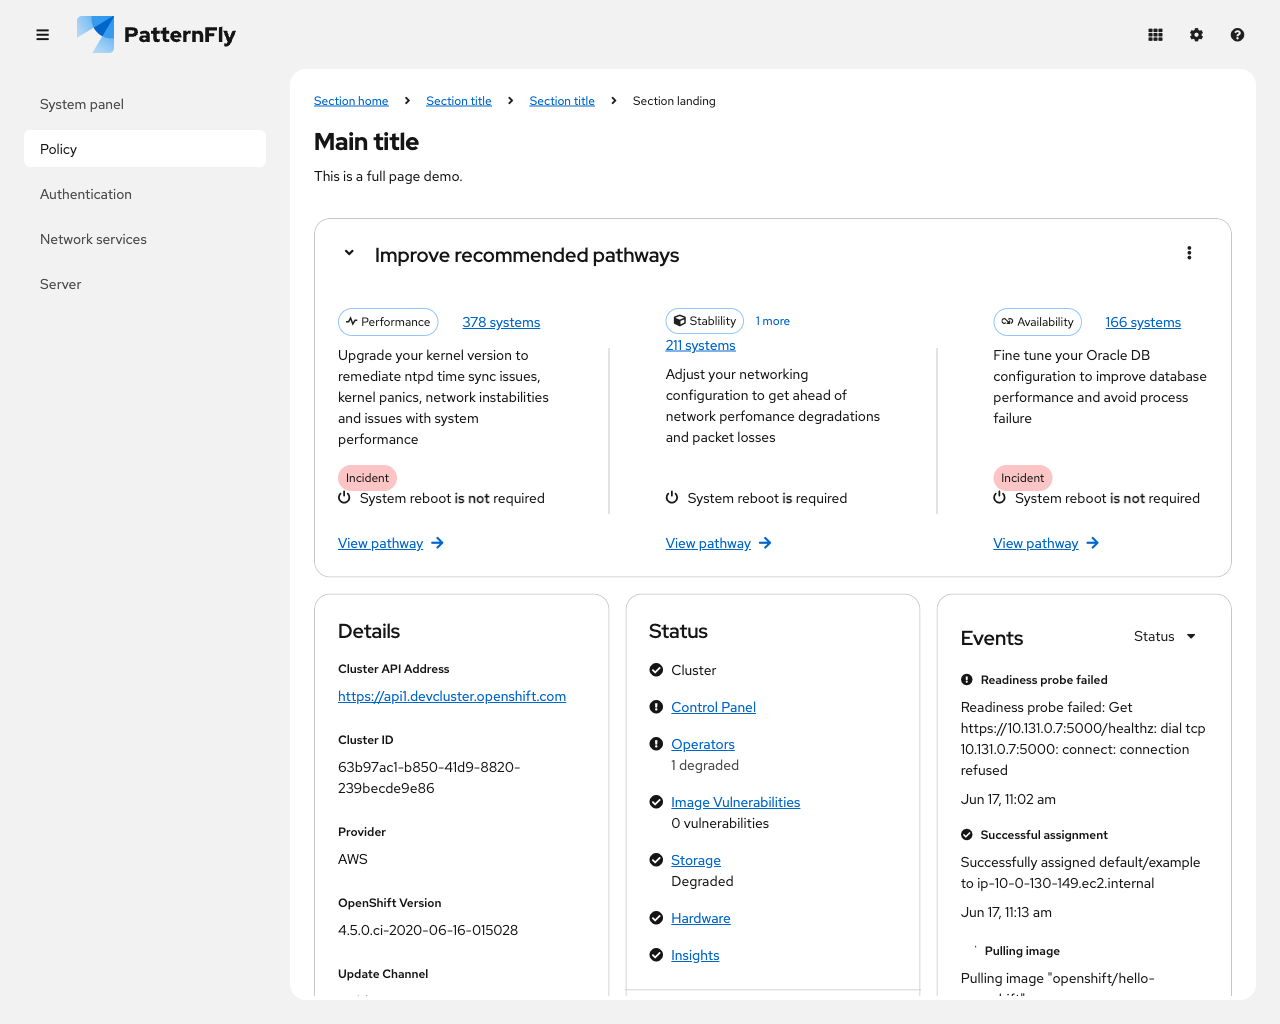 PatternFly
System panel
Policy
Authentication
Network services
Server
Section home
Section title
Section title
Section landing
Main title
This is a full page demo.
Improve recommended pathways
Performance
378 systems
Upgrade your kernel version to
remediate ntpd time sync issues,
kernel panics, network instabilities
and issues with system
performance
Incident
System reboot is not required
View pathway
Stablility
1 more
211 systems
Adjust your networking
configuration to get ahead of
network perfomance degradations
and packet losses
System reboot is required
View pathway
Availability
166 systems
Fine tune your Oracle DB
configuration to improve database
performance and avoid process
failure
Incident
System reboot is not required
View pathway
Details
Cluster API Address
https://api1.devcluster.openshift.com
Cluster ID
63b97ac1-b850-41d9-8820-
239becde9e86
Provider
AWS
OpenShift Version
4.5.0.ci-2020-06-16-015028
Update Channel
Status
Cluster
Control Panel
Operators
1 degraded
Image Vulnerabilities
0 vulnerabilities
Storage
Degraded
Hardware
Insights
Events
Status
Readiness probe failed
Readiness probe failed: Get
https://10.131.0.7:5000/healthz: dial tcp
10.131.0.7:5000: connect: connection
refused
Jun 17, 11:02 am
Successful assignment
Successfully assigned default/example
to ip-10-0-130-149.ec2.internal
Jun 17, 11:13 am
Pulling image
Pulling image "openshift/hello-